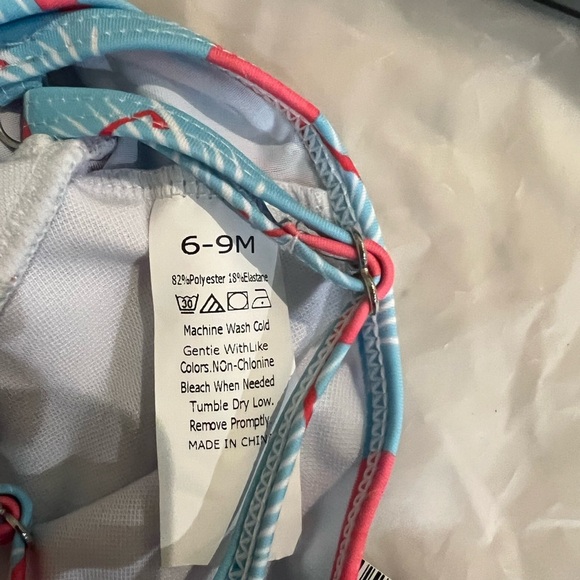 6-9M
82%Polyester 18%Elastane
30
Machine Wash Cold
Gentie WithLike
Colors.NOn-Chlonine
Bleach When Needed
Tumble Dry Low.
Remove Promptly.
MADE IN CHIN